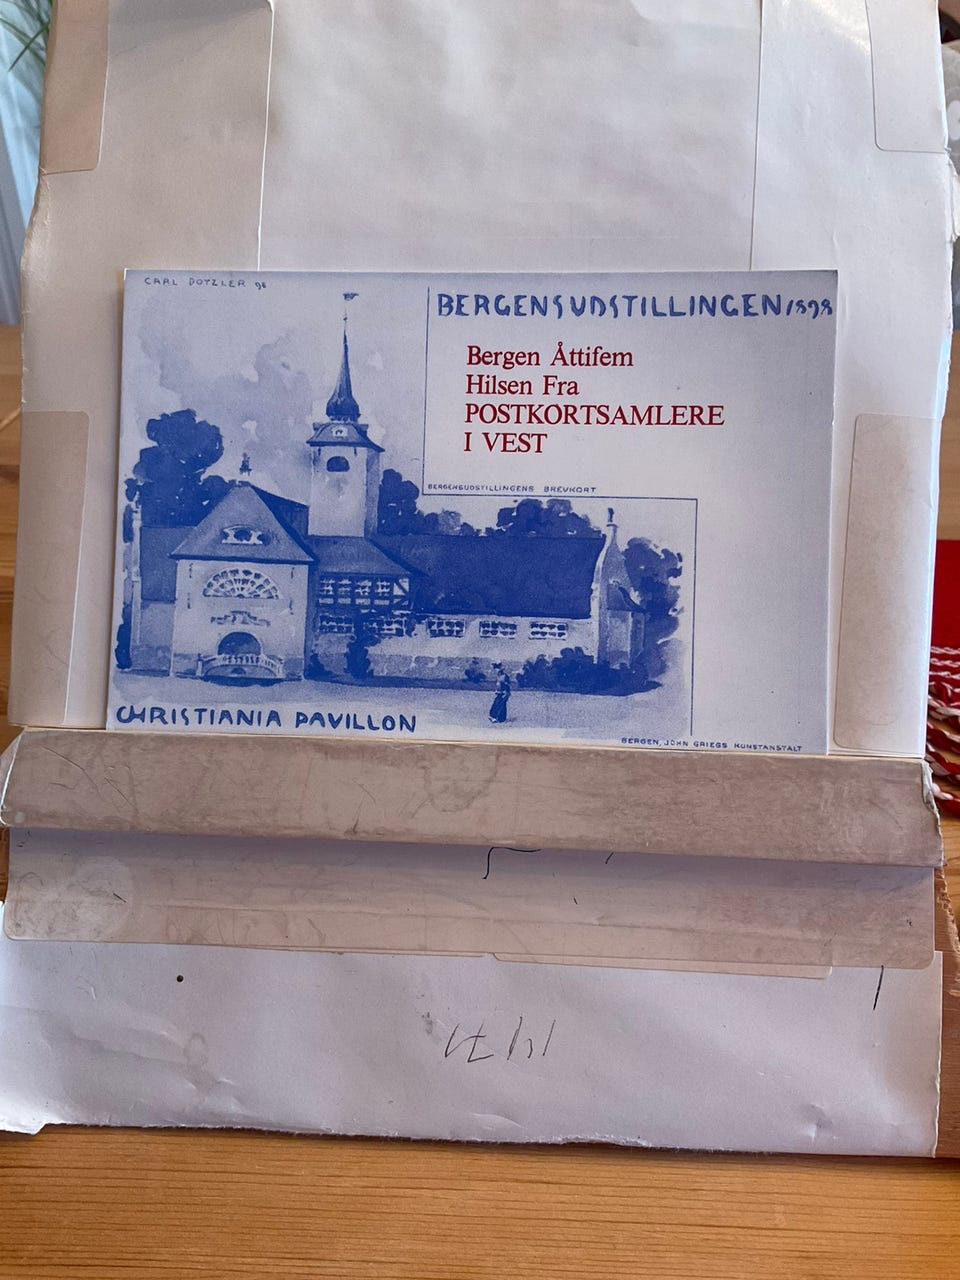 CARL DOTZLER 98
BERGENSUDSTILLINGEN 1898
Bergen Åttifem
Hilsen Fra
POSTKORTSAMLERE
I VEST
BERGENSUDSTILLINGENS BREVKORT
CHRISTIANIA PAVILLON
BERGEN, JOHN GRIEGS KUNSTANSTALT